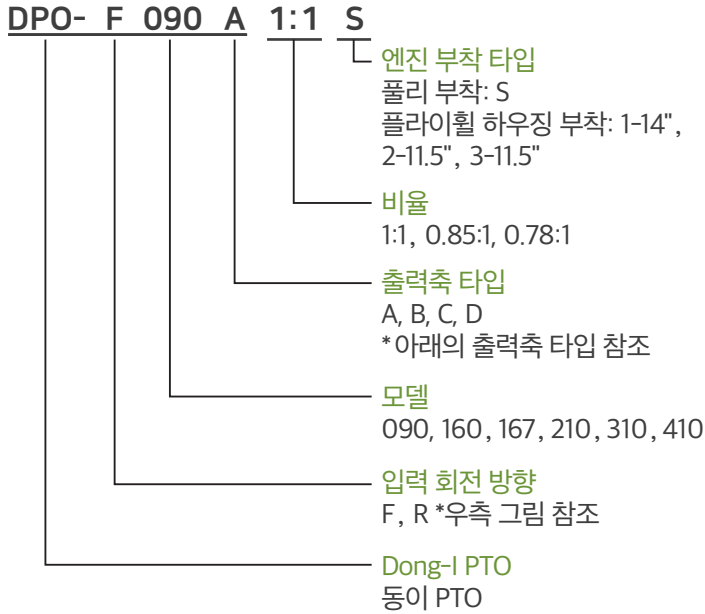 DPO- F 090 A 1:1 S
엔진 부착 타입
풀리 부착: S
플라이휠 하우징 부착: 1-14",
2-11.5", 3-11.5"
비율
1:1, 0.85:1, 0.78:1
출력축 타입
A, B, C, D
*아래의 출력축 타입 참조
모델
090, 160, 167, 210, 310, 410
입력 회전 방향
F, R *우측 그림 참조
Dong-I PTO
동이 PTO